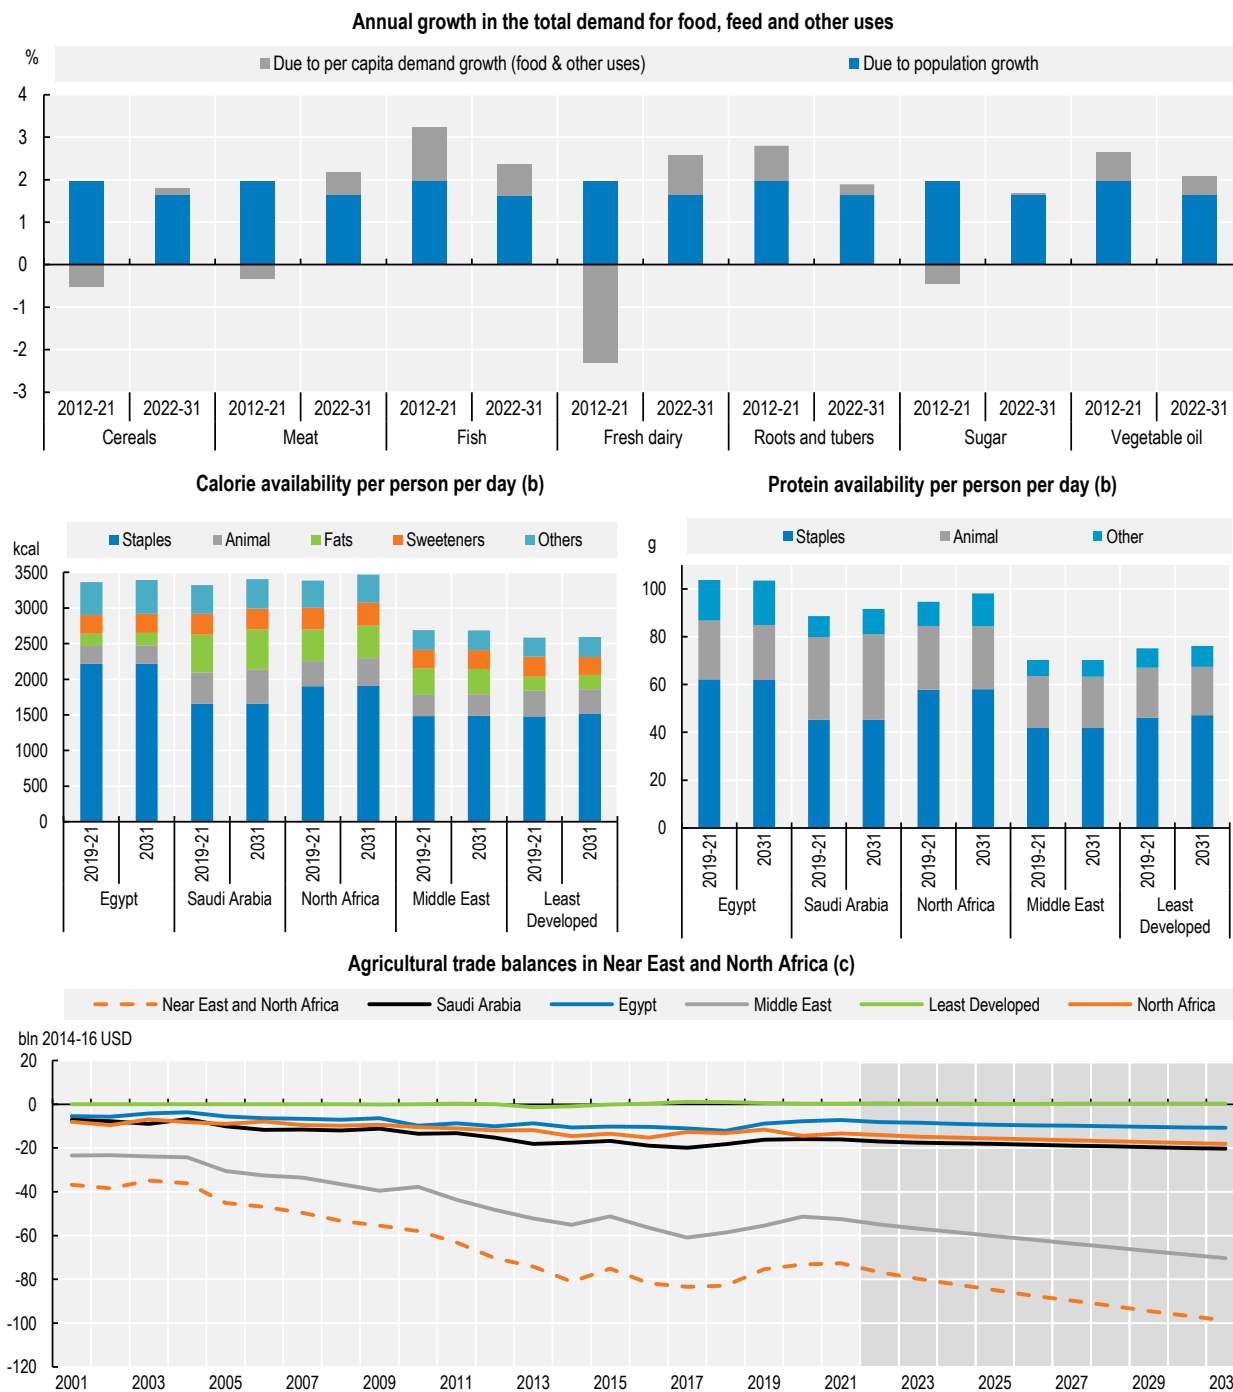 Annual growth in the total demand for food, feed and other uses
%
Due to per capita demand growth (food & other uses) Due to population growth
4
3
2
1
0
-1
-2
-3
2012-21 2022-31 2012-21 2022-31 2012-21 2022-31 2012-21 2022-31 2012-21 2022-31 2012-21 2022-31 2012-21 2022-31
Cereals Meat Fish Fresh dairy Roots and tubers Sugar Vegetable oil
Calorie availability per person per day (b)
kcal
Staples Animal Fats Sweeteners Others
3500
3000
2500
2000
1500
1000
500
0
2019-21 2031 2019-21 2031 2019-21 2031 2019-21 2031 2019-21 2031
Egypt Saudi Arabia North Africa Middle East Least
Developed
Protein availability per person per day (b)
g
Staples Animal Other
100
80
60
40
20
0
2019-21 2031 2019-21 2031 2019-21 2031 2019-21 2031 2019-21 2031
Egypt Saudi Arabia North Africa Middle East Least
Developed
Agricultural trade balances in Near East and North Africa (c)
Near East and North Africa Saudi Arabia Egypt Middle East Least Developed North Africa
bln 2014-16 USD
20
0
-20
-40
-60
-80
-100
-120
2001 2003 2005 2007 2009 2011 2013 2015 2017 2019 2021 2023 2025 2027 2029